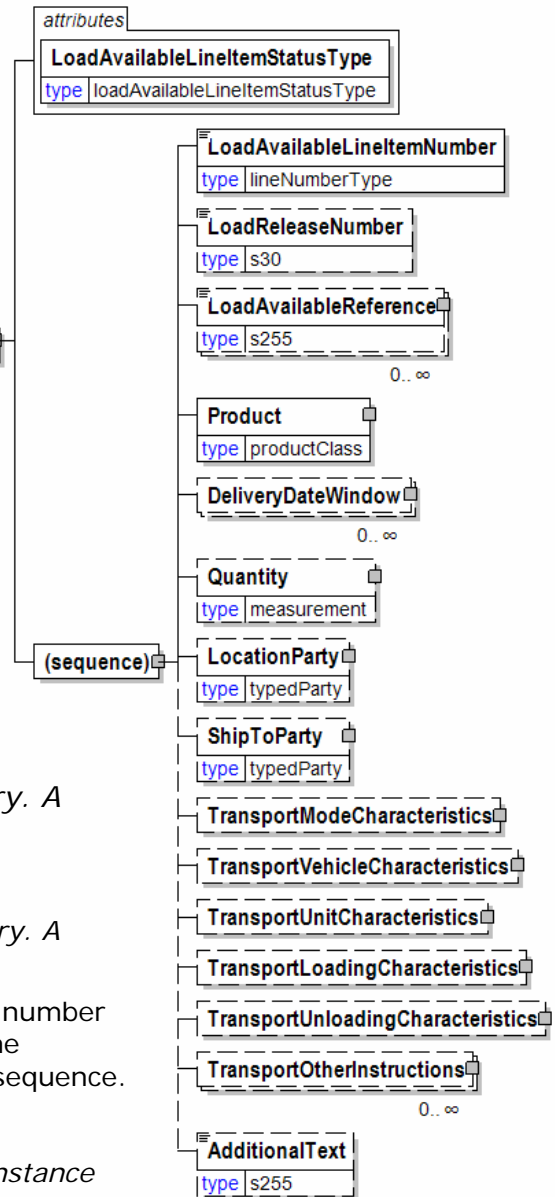 attributes
LoadAvailableLineItemStatusType
type loadAvailableLineItemStatusType
LoadAvailableLineItemNumber
type lineNumberType
LoadReleaseNumber
type s30
LoadAvailableReference
type s255
0.. ∞
Product
type productClass
DeliveryDateWindow
0.. ∞
Quantity
type measurement
(sequence)
LocationParty
type typedParty
ShipToParty
type typedParty
TransportModeCharacteristics
TransportVehicleCharacteristics
TransportUnitCharacteristics
TransportLoadingCharacteristics
TransportUnloadingCharacteristics
TransportOtherInstructions
0.. ∞
AdditionalText
type s255
ry. A
ry. A
number
ne
sequence.
nstance